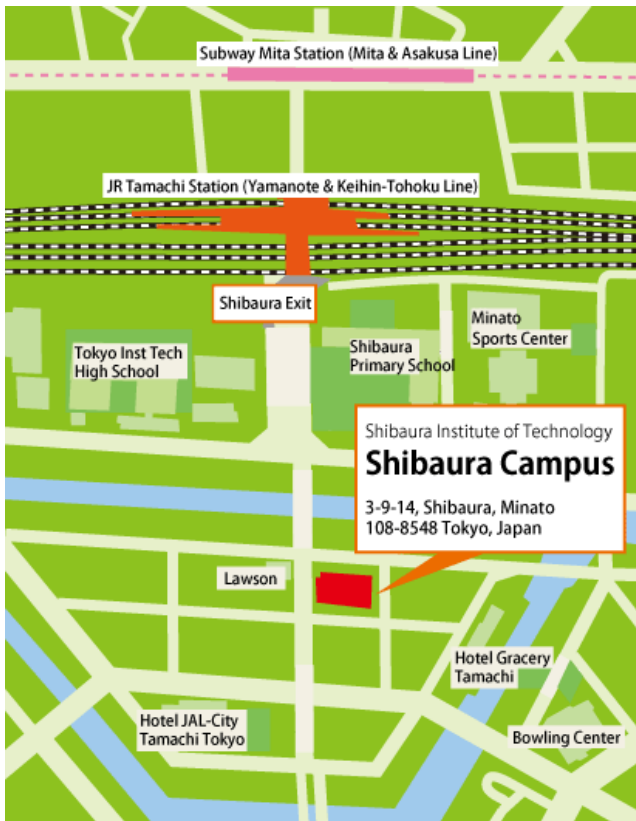 Subway Mita Station (Mita & Asakusa Line)
JR Tamachi Station (Yamanote & Keihin-Tohoku Line)
Shibaura Exit
Minato
Sports Center
Tokyo Inst Tech
High School
Shibaura
Primary School
Shibaura Institute of Technology
Shibaura Campus
3-9-14, Shibaura, Minato
108-8548 Tokyo, Japan
Lawson
Hotel Gracery
Tamachi
Hotel JAL-City
Tamachi Tokyo
Bowling Center